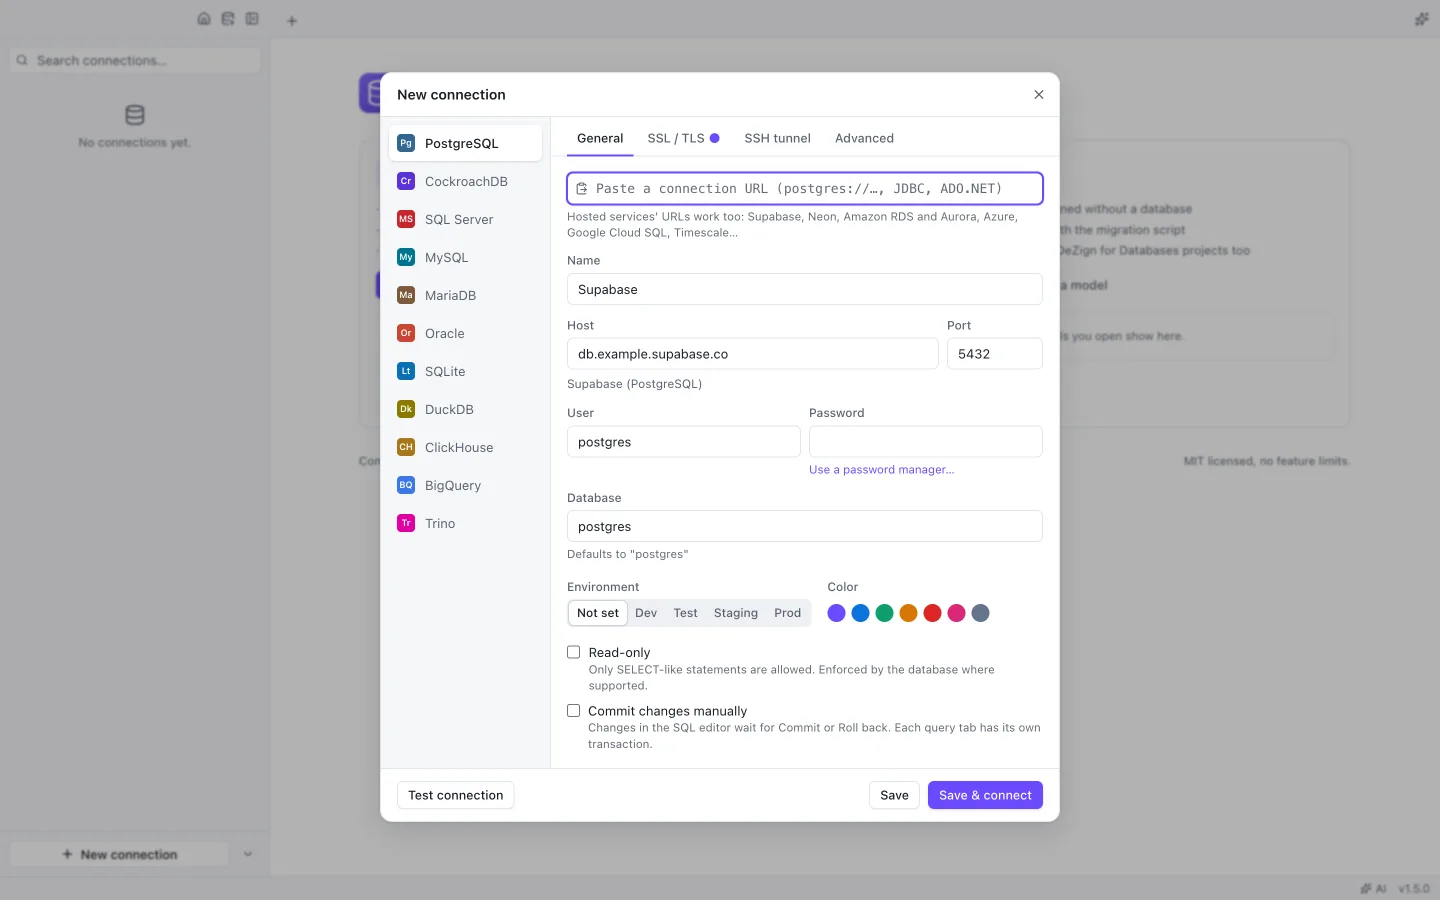 Search connections...
No connections yet.
New connection
Pg PostgreSQL
Cr CockroachDB
MS SQL Server
My MySQL
Ma MariaDB
Or Oracle
Lt SQLite
Dk DuckDB
CH ClickHouse
BQ BigQuery
Tr Trino
General SSL / TLS SSH tunnel Advanced
Paste a connection URL (postgres://…, JDBC, ADO.NET)
Hosted services' URLs work too: Supabase, Neon, Amazon RDS and Aurora, Azure,
Google Cloud SQL, Timescale…
Name
Supabase
Host Port
db.example.supabase.co 5432
Supabase (PostgreSQL)
User Password
postgres
Use a password manager…
Database
postgres
Defaults to "postgres"
Environment Color
Not set Dev Test Staging Prod
Read-only
Only SELECT-like statements are allowed. Enforced by the database where
supported.
Commit changes manually
Changes in the SQL editor wait for Commit or Roll back. Each query tab has its own
transaction.
Test connection Save Save & connect
without a database
the migration script
DeZign for Databases projects too
a model
you open show here.
MIT licensed, no feature limits.
New connection
AI v1.5.0